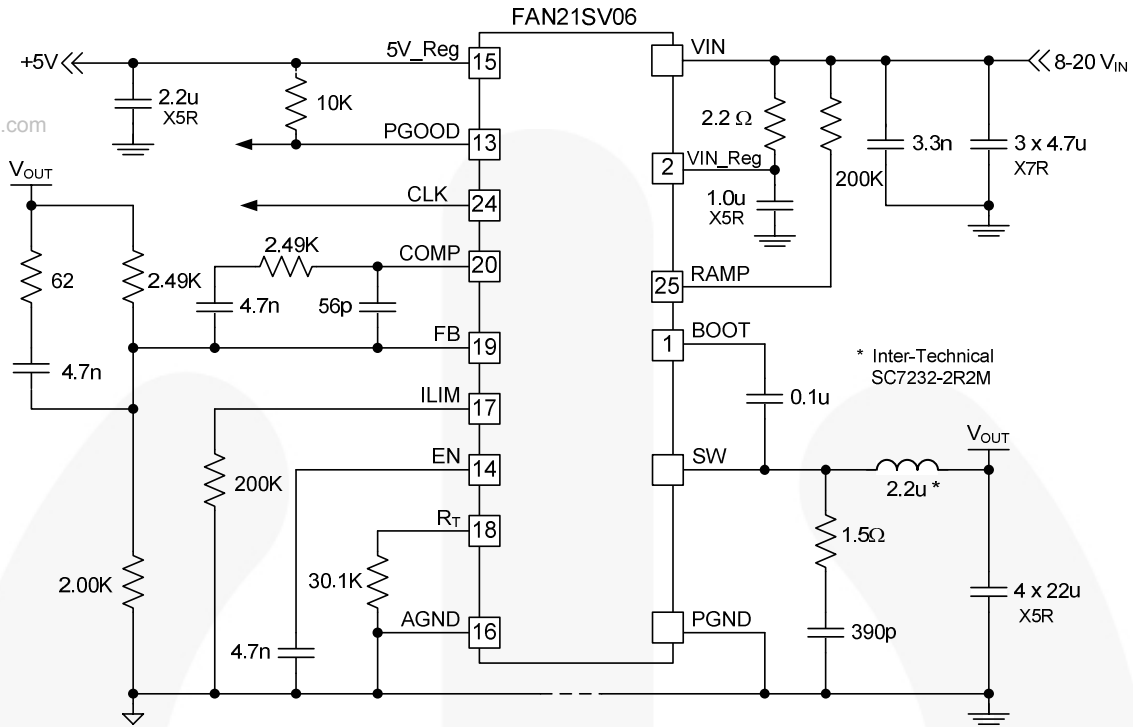 FAN21SV06
+5V
5V_Reg
15
2.2u
X5R
10K
.com
PGOOD
13
VOUT
CLK
24
62
2.49K
2.49K
COMP
20
4.7n
56p
FB
19
4.7n
ILIM
17
200K
EN
14
RT
18
30.1K
2.00K
4.7n
AGND
16
VIN
8-20 VIN
2.2 Ω
2
VIN_Reg
1.0u
X5R
200K
3.3n
3 x 4.7u
X7R
25
RAMP
1
BOOT
0.1u
* Inter-Technical
SC7232-2R2M
SW
VOUT
2.2u *
1.5Ω
390p
4 x 22u
X5R
PGND